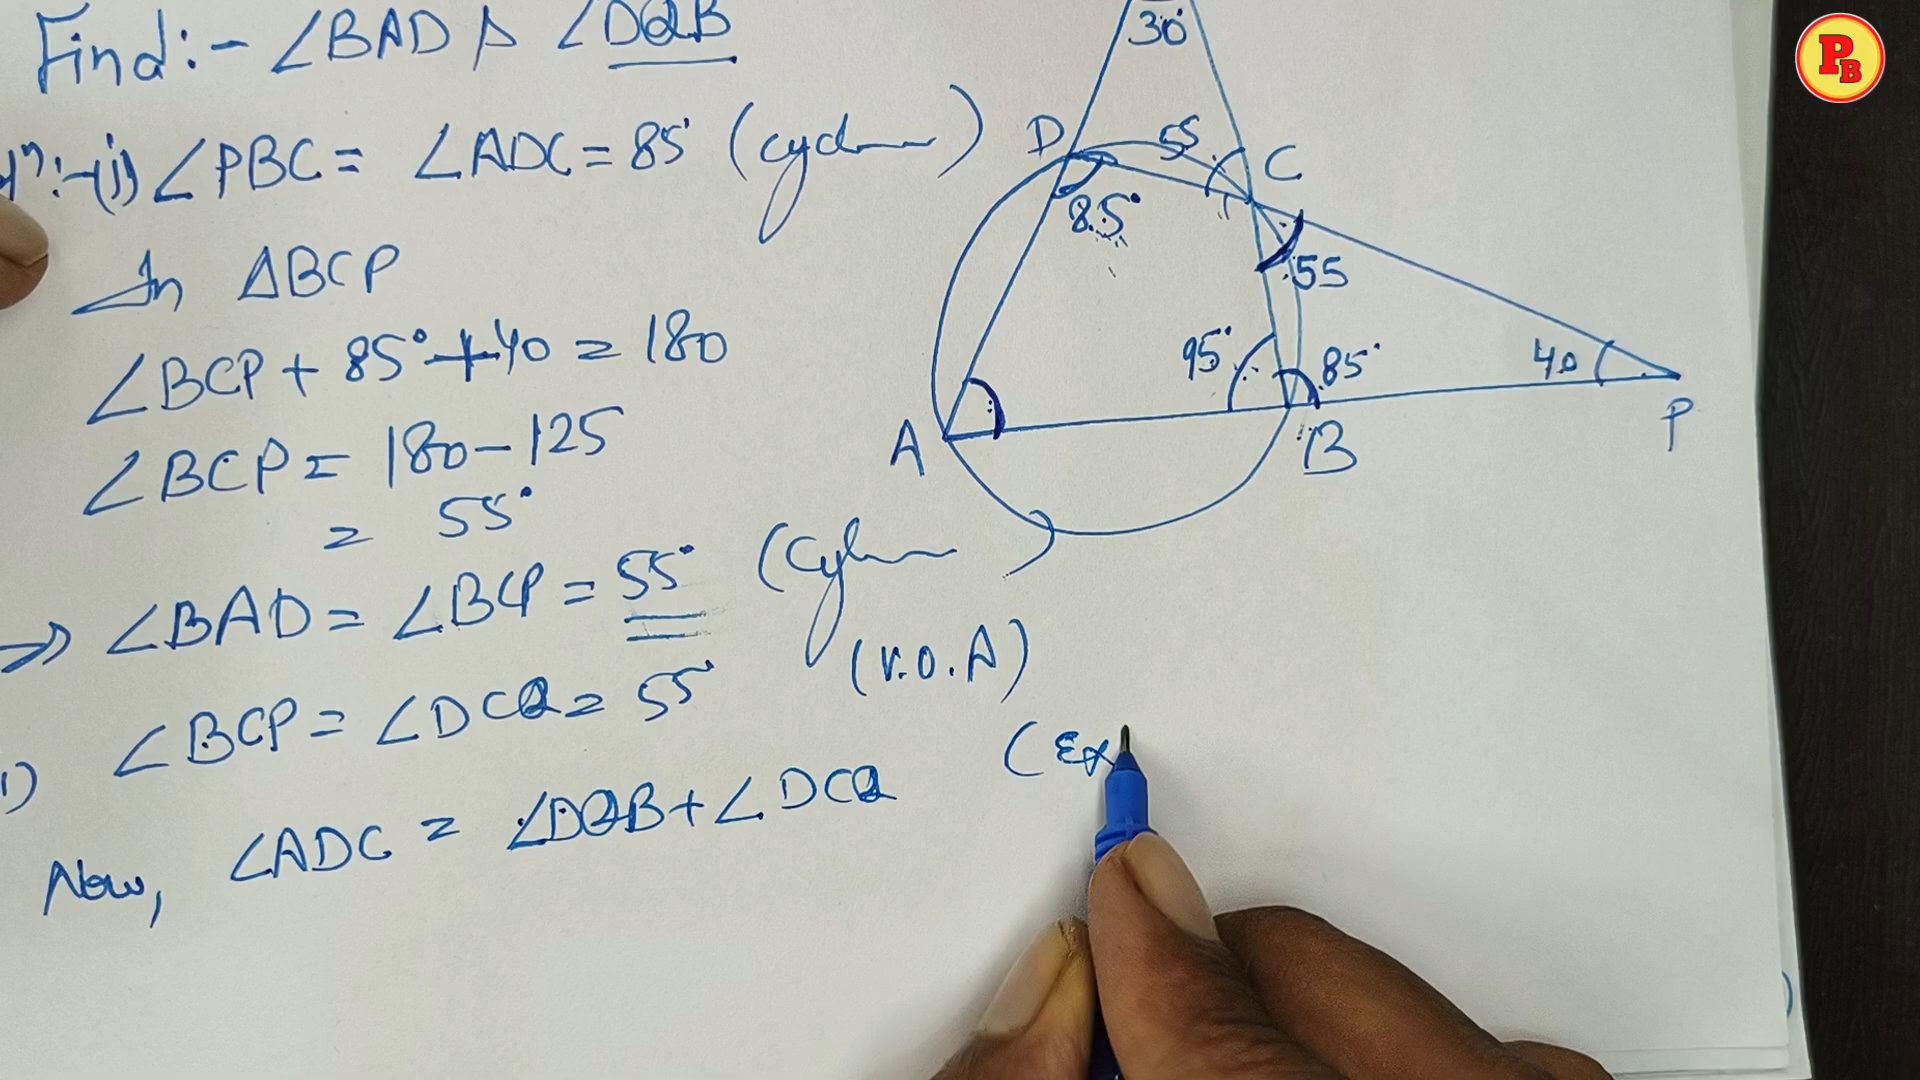 Find:- ∠BAD & ∠DQB
(i) ∠PBC = ∠ADC = 85° (cyc
In ΔBCP
∠BCP + 85° + 40 = 180
∠BCP = 180 - 125
= 55°
⇒ ∠BAD = ∠BCP = 55° (Cy
∠BCP = ∠DCQ = 55° (V.O.A)
Now, ∠ADC = ∠DQB + ∠DCQ (Ex
30°
D
55
C
85°
55
95°
85°
40
A
B
P
PB